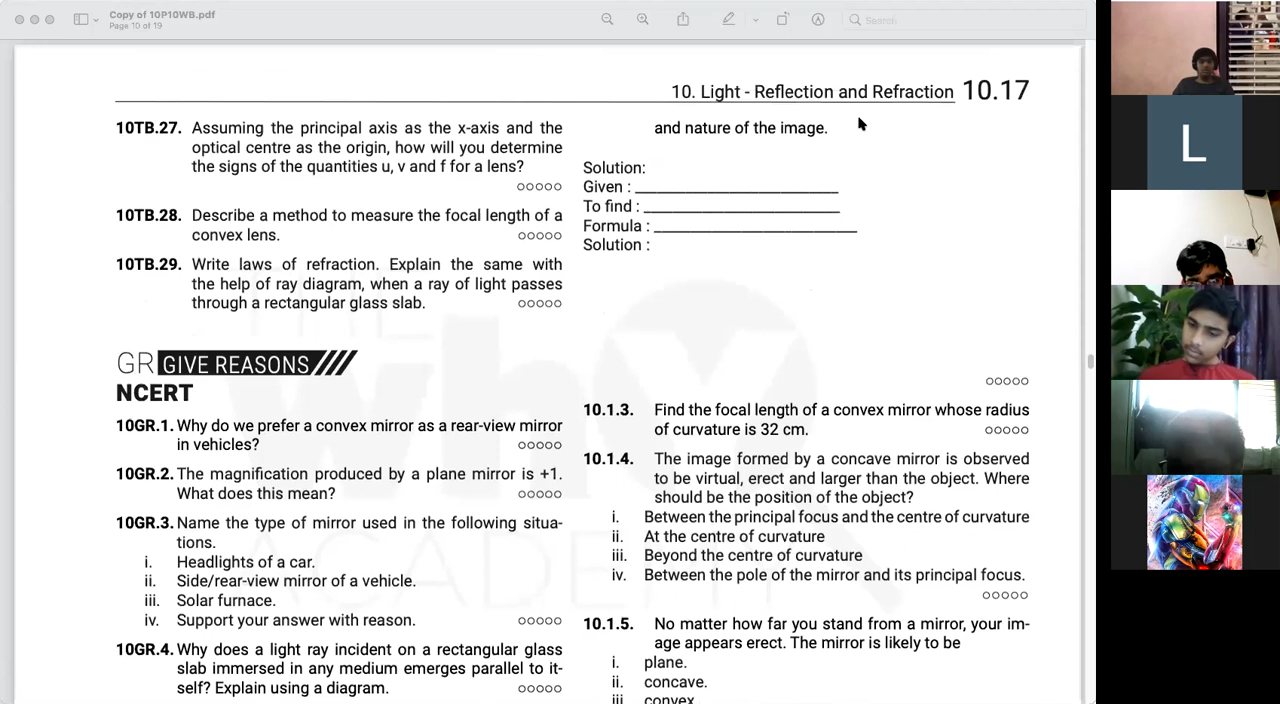 Copy of 10P10WB.pdf
Page 10 of 19
Search
10. Light - Reflection and Refraction 10.17
10TB.27. Assuming the principal axis as the x-axis and the
optical centre as the origin, how will you determine
the signs of the quantities u, v and f for a lens?
10TB.28. Describe a method to measure the focal length of a
convex lens.
10TB.29. Write laws of refraction. Explain the same with
the help of ray diagram, when a ray of light passes
through a rectangular glass slab.
GR GIVE REASONS
NCERT
10GR.1. Why do we prefer a convex mirror as a rear-view mirror
in vehicles?
10GR.2. The magnification produced by a plane mirror is +1.
What does this mean?
10GR.3. Name the type of mirror used in the following situa-
tions.
i. Headlights of a car.
ii. Side/rear-view mirror of a vehicle.
iii. Solar furnace.
iv. Support your answer with reason.
10GR.4. Why does a light ray incident on a rectangular glass
slab immersed in any medium emerges parallel to it-
self? Explain using a diagram.
and nature of the image.
Solution:
Given : ____________________
To find : ____________________
Formula : ____________________
Solution :
10.1.3. Find the focal length of a convex mirror whose radius
of curvature is 32 cm.
10.1.4. The image formed by a concave mirror is observed
to be virtual, erect and larger than the object. Where
should be the position of the object?
i. Between the principal focus and the centre of curvature
ii. At the centre of curvature
iii. Beyond the centre of curvature
iv. Between the pole of the mirror and its principal focus.
10.1.5. No matter how far you stand from a mirror, your im-
age appears erect. The mirror is likely to be
i. plane.
ii. concave.
iii. convex.
THE
WhY
ACADEMY
L